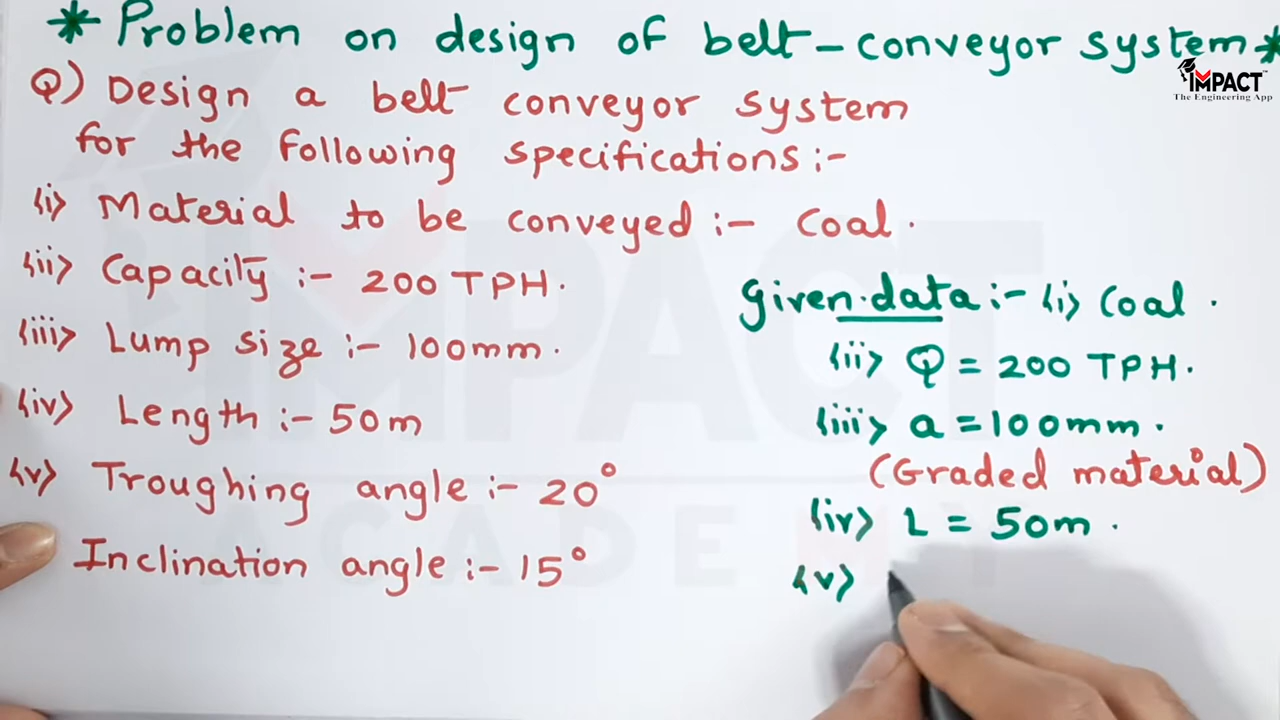 * Problem on design of belt-conveyor system *
IMPACT
The Engineering App
Q) Design a belt conveyor system
for the following specifications:-
(i) Material to be conveyed:- Coal.
(ii) Capacity:- 200 TPH.
(iii) Lump size:- 100mm.
(iv) Length:- 50m
(v) Troughing angle:- 20°
Inclination angle:- 15°
Given data:- (i) Coal.
(ii) Q = 200 TPH.
(iii) a = 100mm.
(Graded material)
(iv) L = 50m.
(v)
IMPACT
ACADEMY